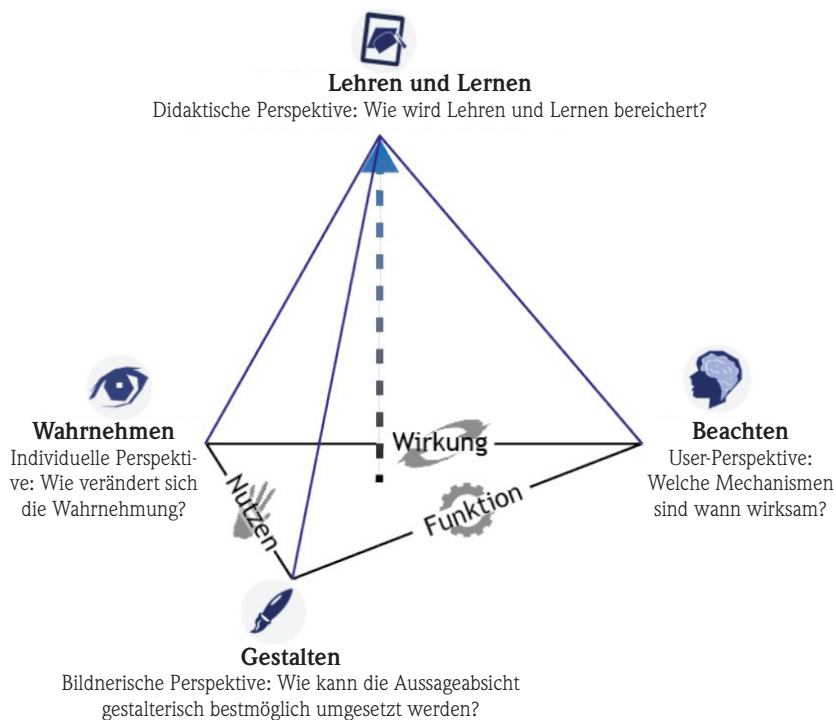 Lehren und Lernen
Didaktische Perspektive: Wie wird Lehren und Lernen bereichert?
Wahrnehmen
Individuelle Perspekti-
ve: Wie verändert sich
die Wahrnehmung?
Wirkung
Beachten
User-Perspektive:
Welche Mechanismen
sind wann wirksam?
Nutzen
Funktion
Gestalten
Bildnerische Perspektive: Wie kann die Aussageabsicht
gestalterisch bestmöglich umgesetzt werden?